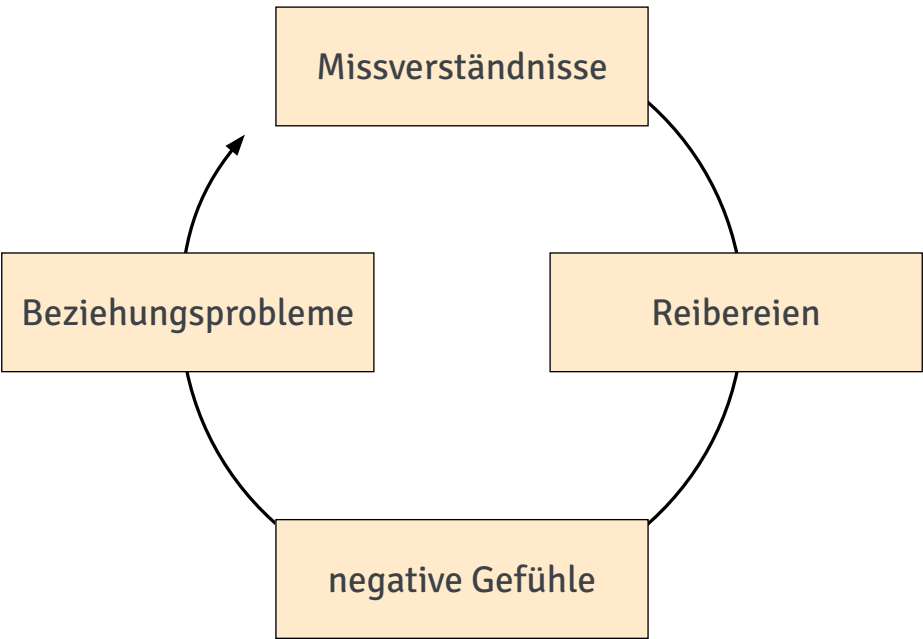 Missverständnisse
Beziehungsprobleme
Reibereien
negative Gefühle